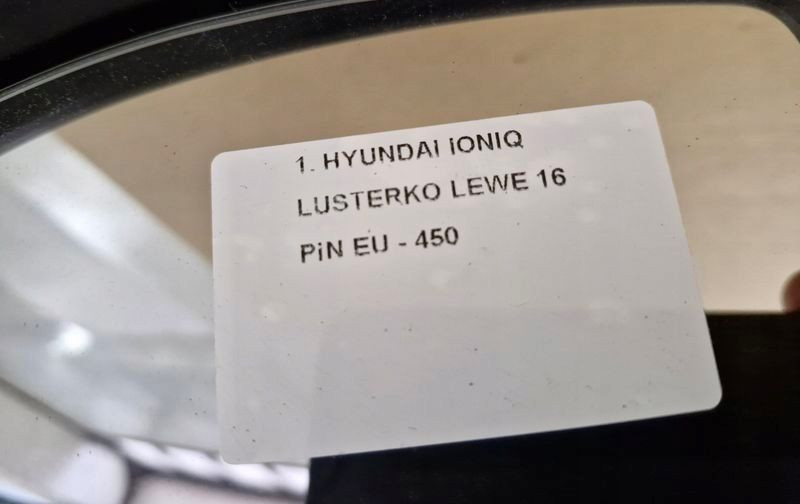 1. HYUNDAI iONIQ
LUSTERKO LEWE 16
PiN EU - 450